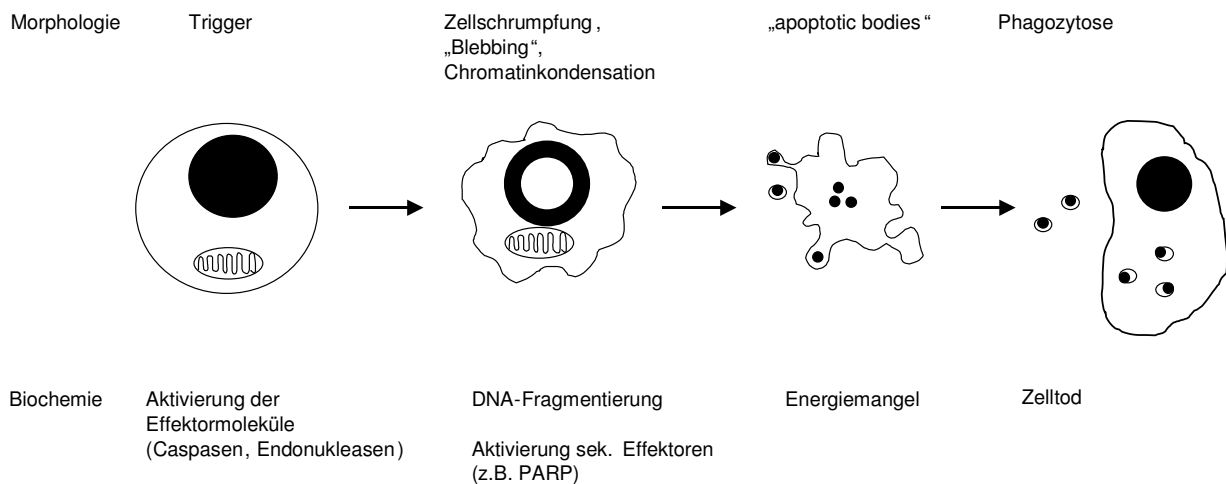 Morphologie
Trigger
Zellschrumpfung,
„Blebbing“,
Chromatinkondensation
„apoptotic bodies“
Phagozytose
Biochemie
Aktivierung der
Effektormoleküle
(Caspasen, Endonukleasen)
DNA-Fragmentierung
Aktivierung sek. Effektoren
(z.B. PARP)
Energiemangel
Zelltod